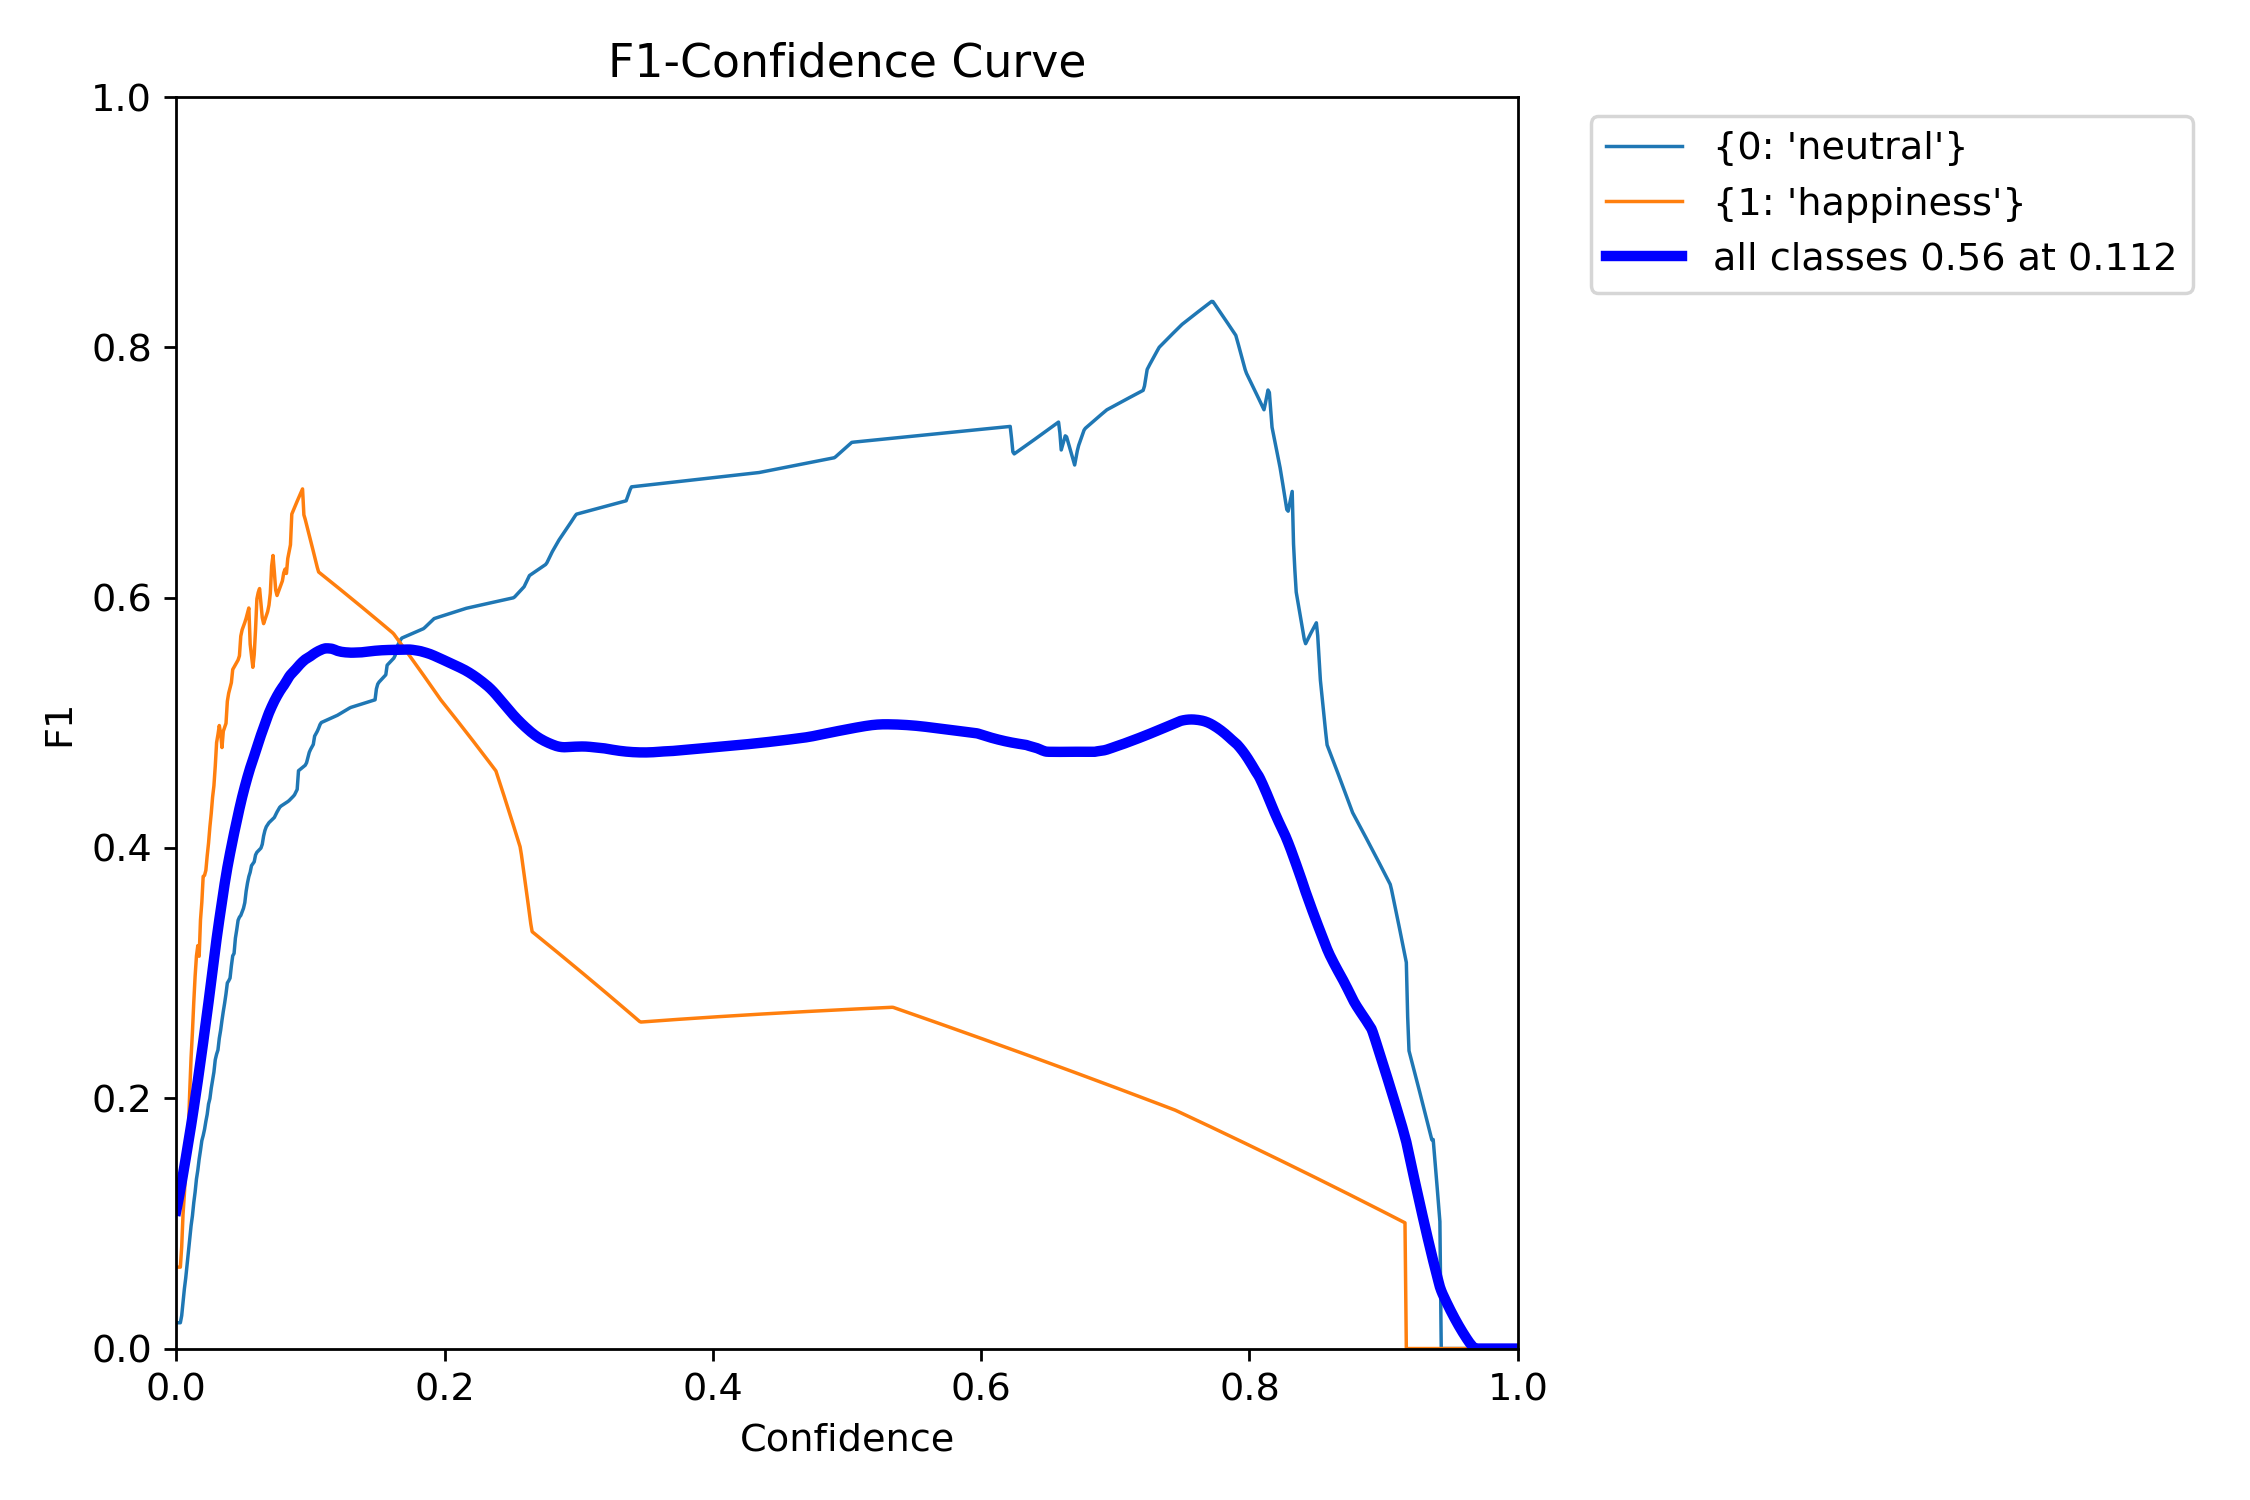 F1-Confidence Curve
{0: 'neutral'}
{1: 'happiness'}
all classes 0.56 at 0.112
F1
1.0
0.8
0.6
0.4
0.2
0.0
0.0 0.2 0.4 0.6 0.8 1.0
Confidence